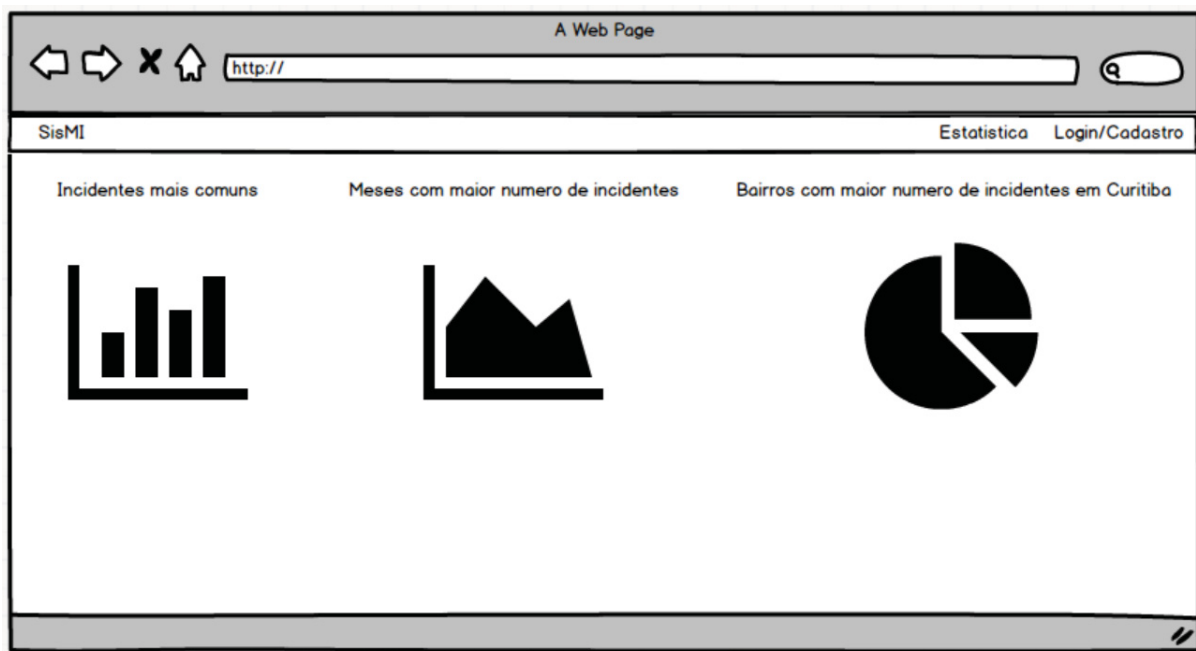 A Web Page
http://
SisMI
Estatistica
Login/Cadastro
Incidentes mais comuns
Meses com maior numero de incidentes
Bairros com maior numero de incidentes em Curitiba